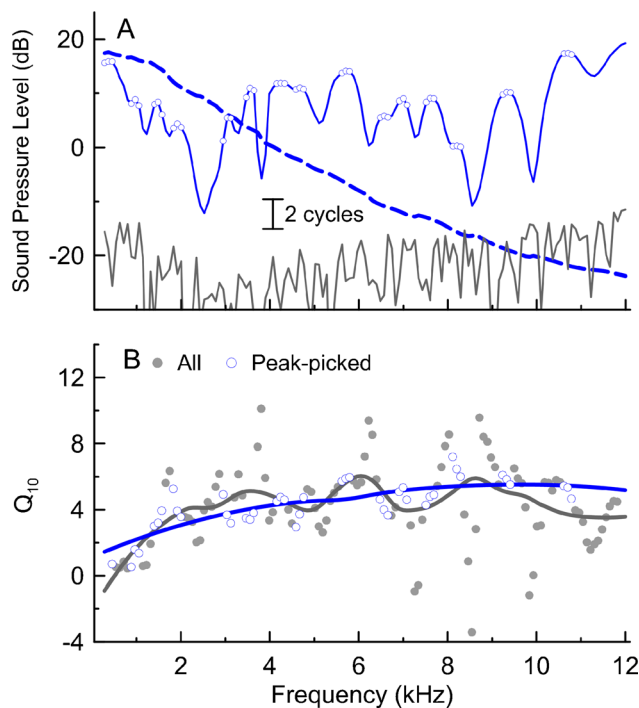 A
20
0
-20
Sound Pressure Level (dB)
2 cycles
B
All
Peak-picked
12
8
4
0
-4
Q10
2 4 6 8 10 12
Frequency (kHz)